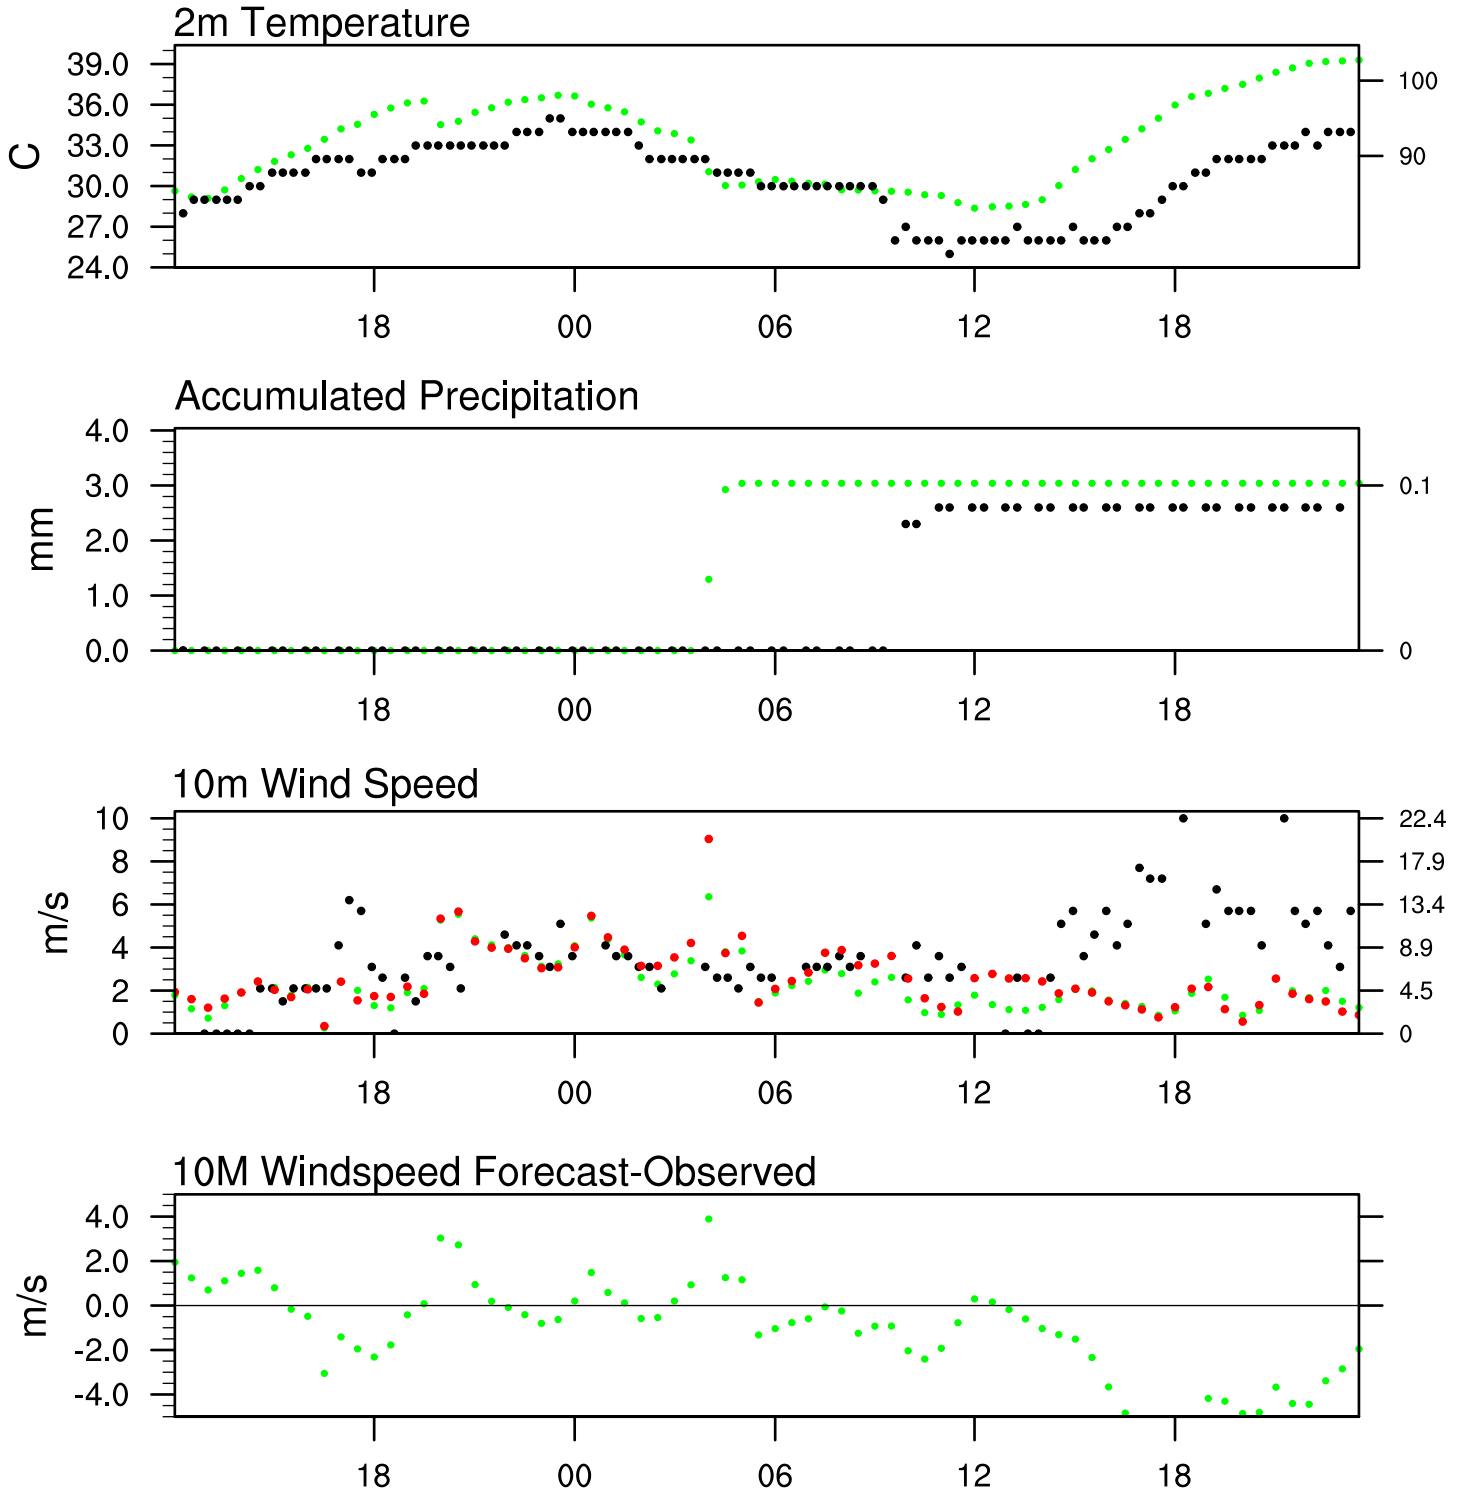 2m Temperature
39.0
36.0
33.0
30.0
27.0
24.0
C
100
90
18 00 06 12 18
Accumulated Precipitation
4.0
3.0
2.0
1.0
0.0
mm
0.1
0
18 00 06 12 18
10m Wind Speed
10
8
6
4
2
0
m/s
22.4
17.9
13.4
8.9
4.5
0
18 00 06 12 18
10M Windspeed Forecast-Observed
4.0
2.0
0.0
-2.0
-4.0
m/s
18 00 06 12 18